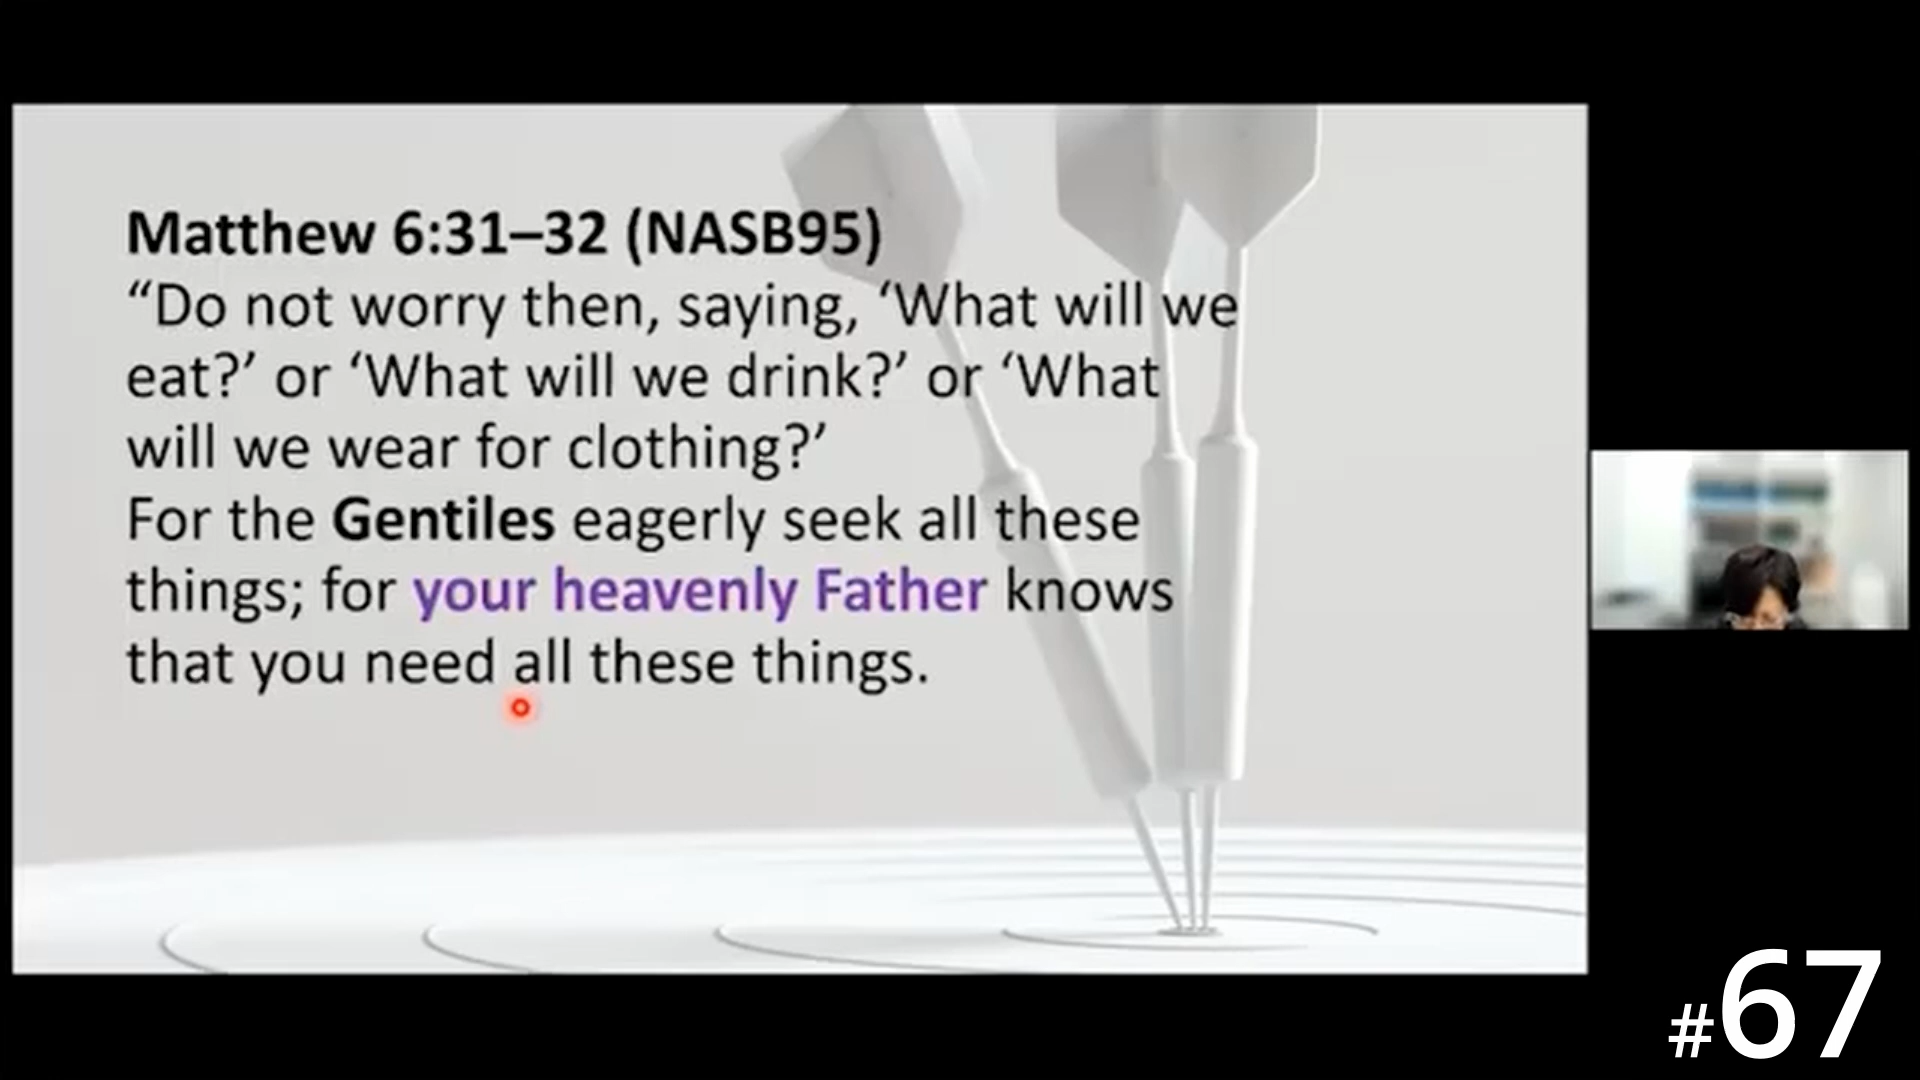 Matthew 6:31–32 (NASB95)
“Do not worry then, saying, ‘What will we
eat?’ or ‘What will we drink?’ or ‘What
will we wear for clothing?’
For the Gentiles eagerly seek all these
things; for your heavenly Father knows
that you need all these things.
#67